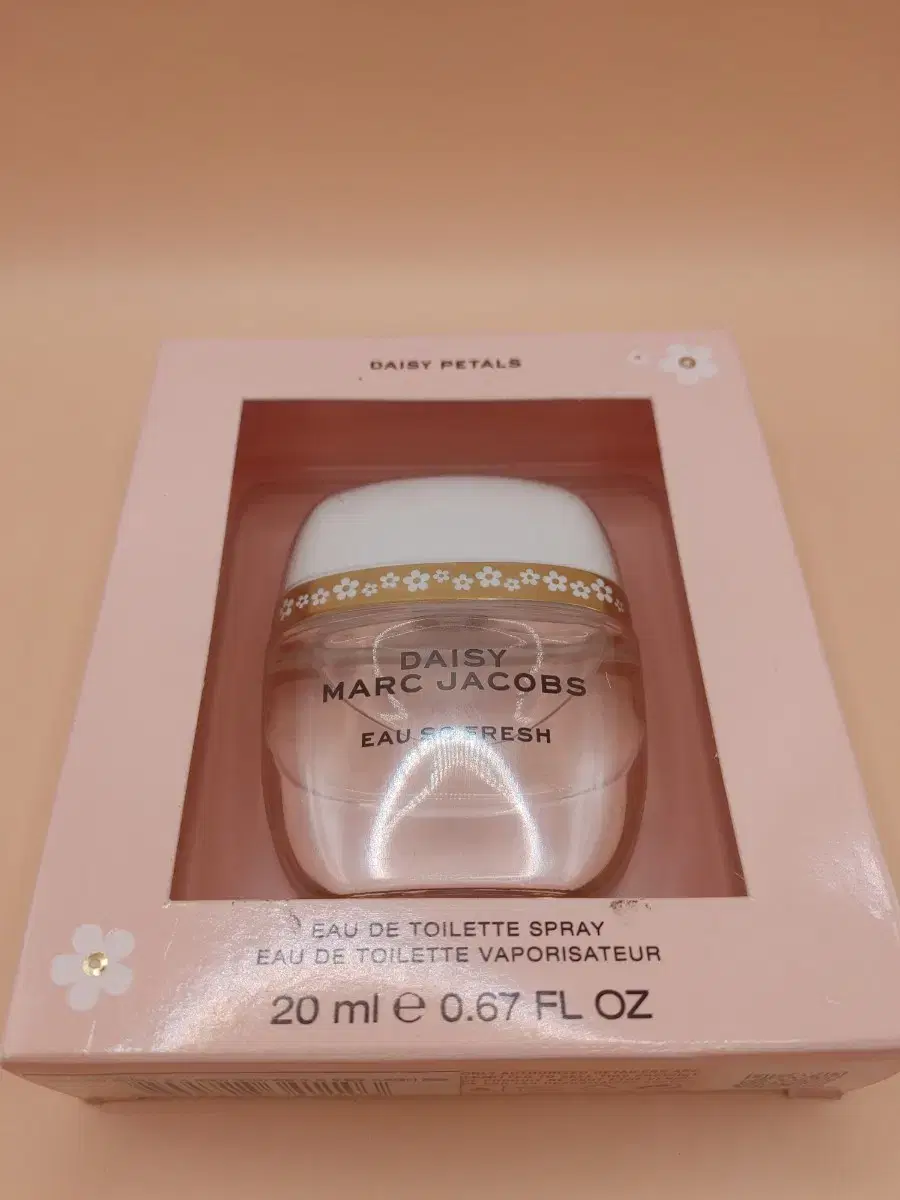 DAISY PETALS
DAISY
MARC JACOBS
EAU SO FRESH
EAU DE TOILETTE SPRAY
EAU DE TOILETTE VAPORISATEUR
20 ml e 0.67 FL OZ